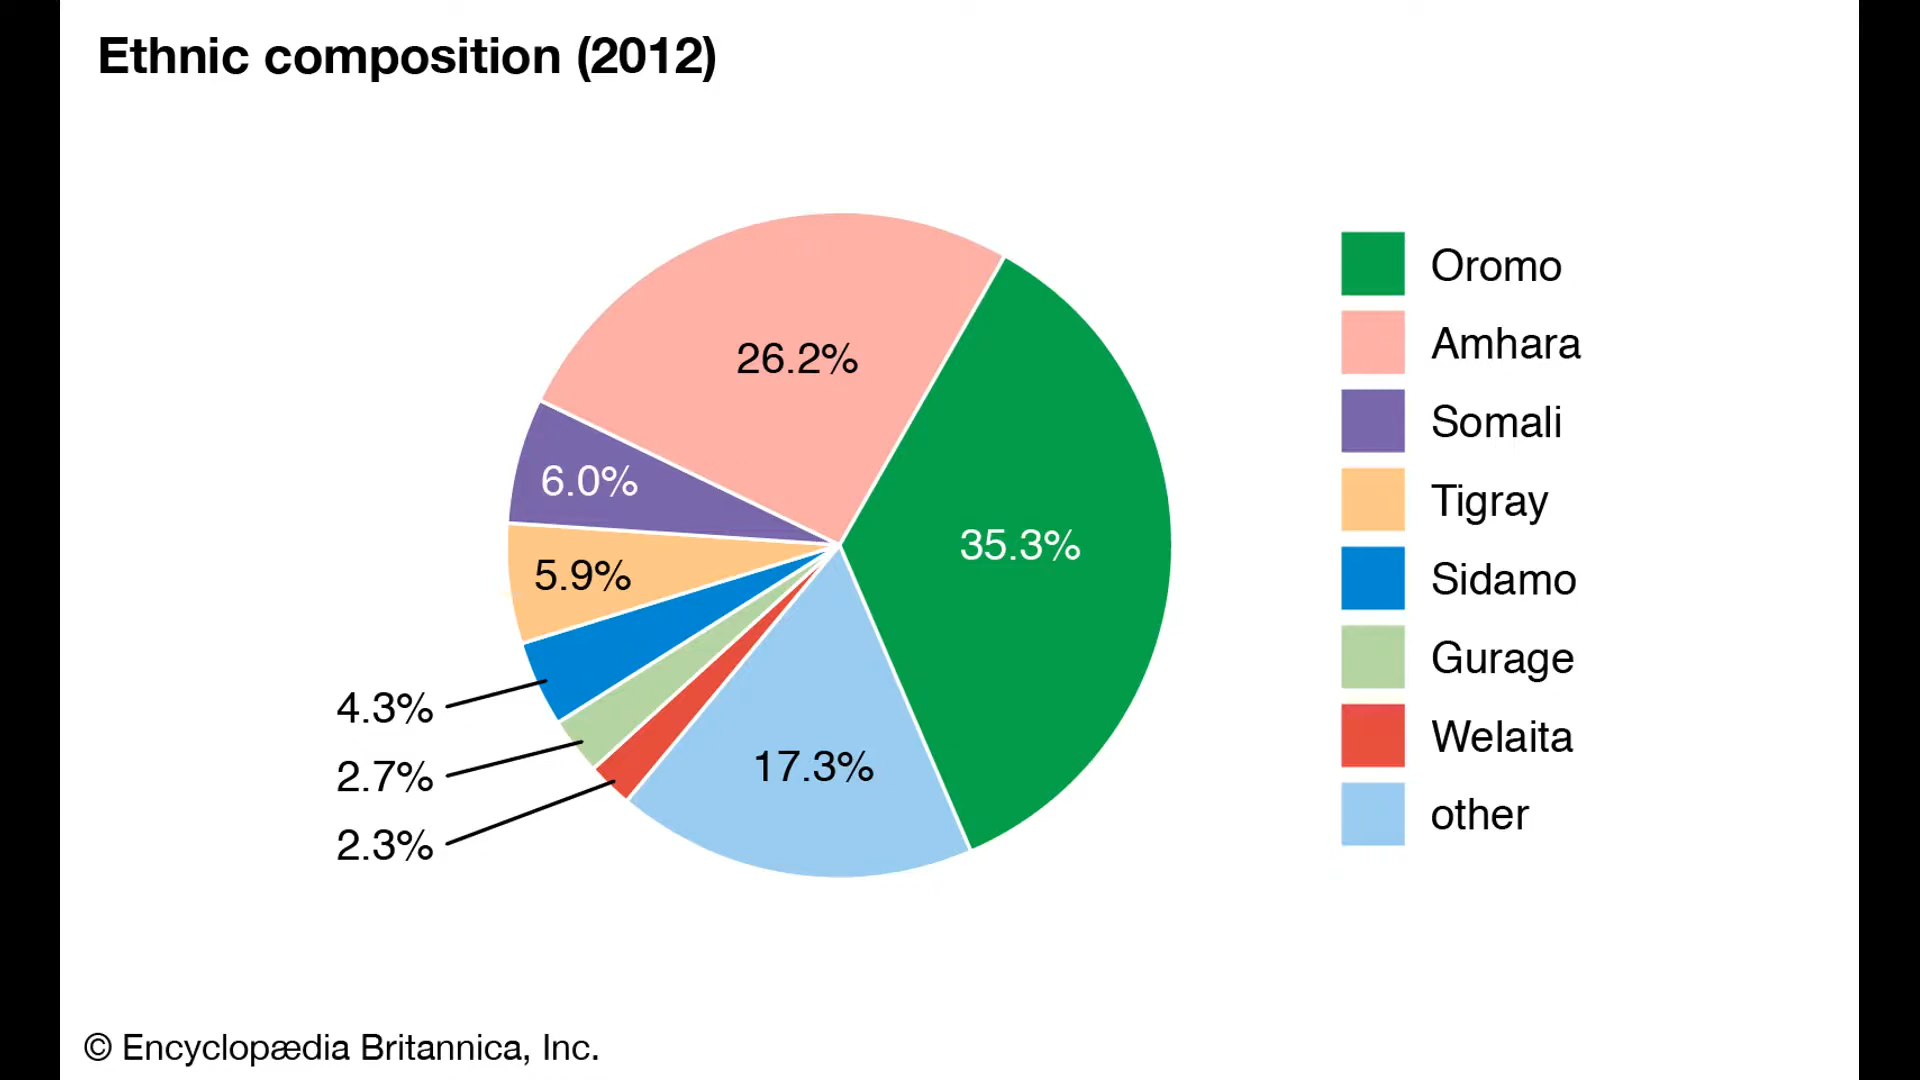 Ethnic composition (2012)
26.2%
35.3%
6.0%
5.9%
4.3%
2.7%
2.3%
17.3%
Oromo
Amhara
Somali
Tigray
Sidamo
Gurage
Welaita
other
© Encyclopædia Britannica, Inc.